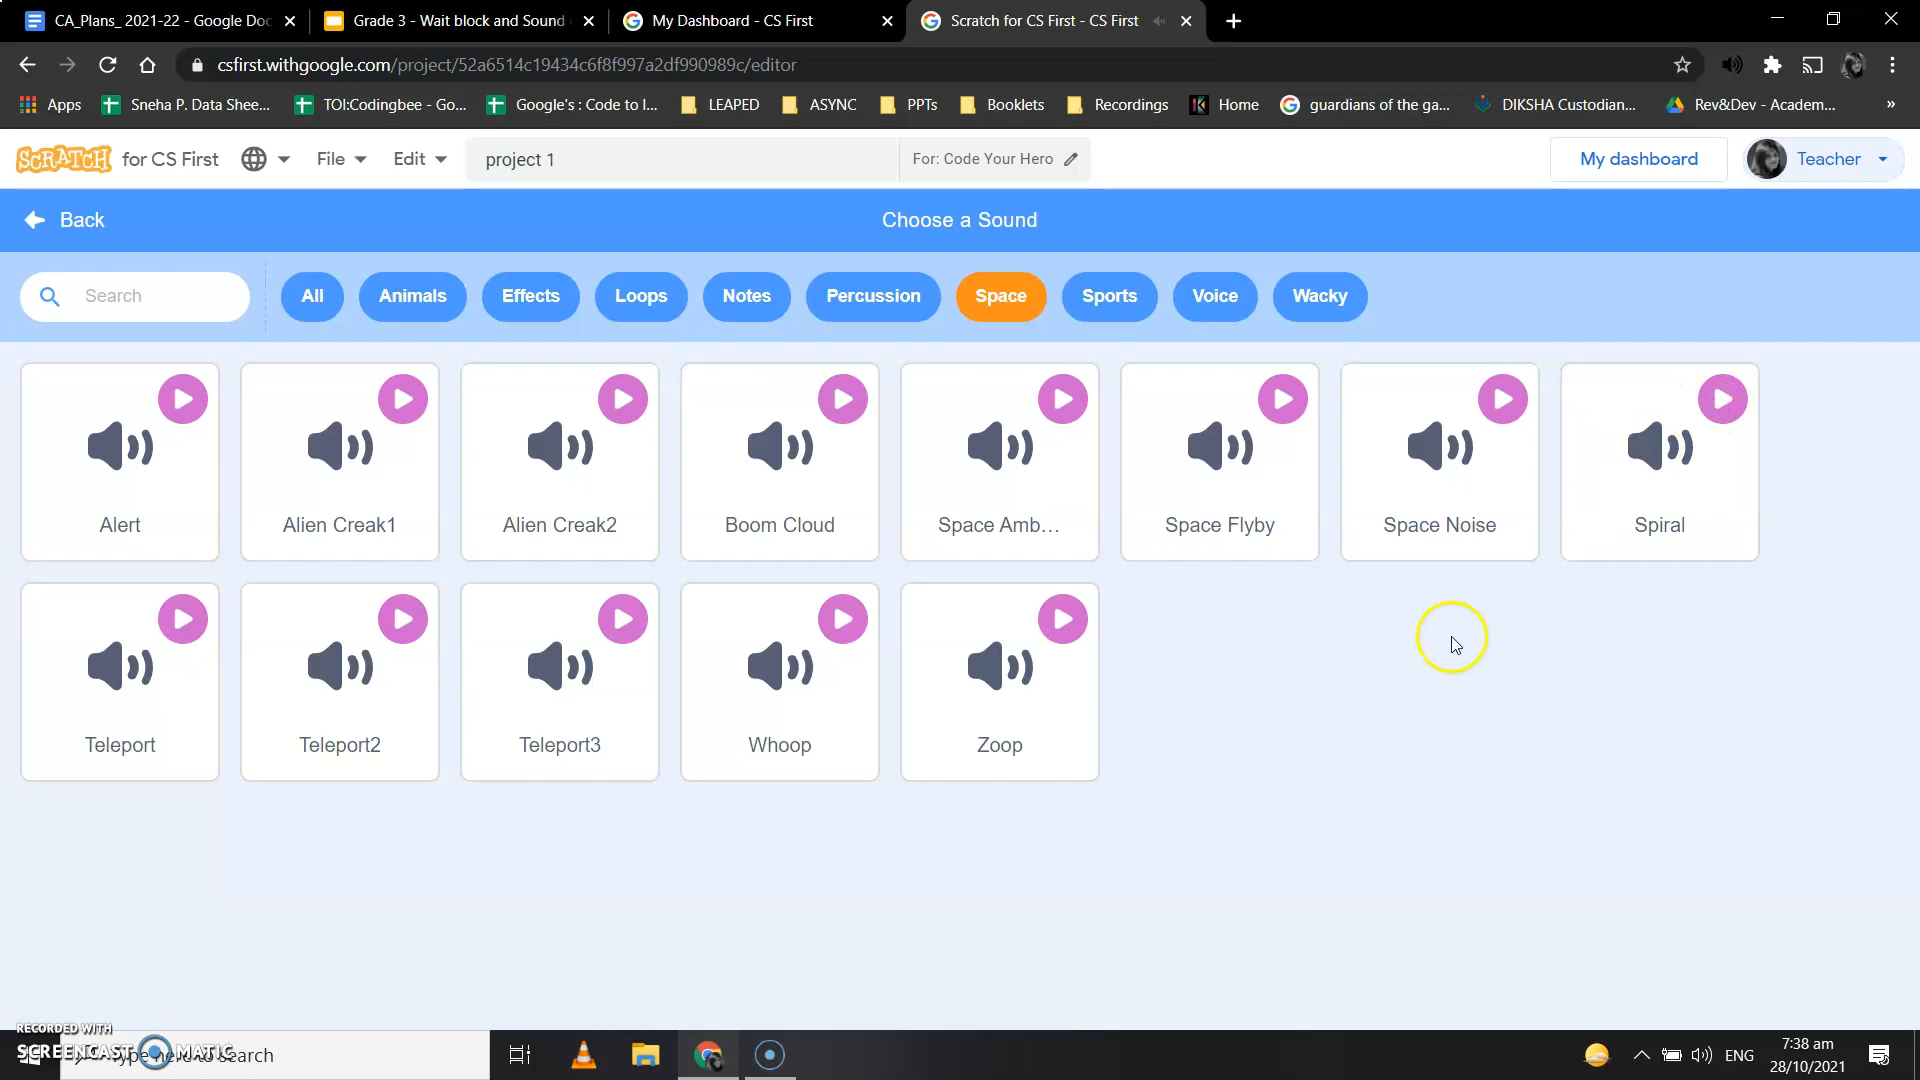 CA_Plans_ 2021-22 - Google Doc
Grade 3 - Wait block and Sound
My Dashboard - CS First
Scratch for CS First - CS First
csfirst.withgoogle.com/project/52a6514c19434c6f8f997a2df990989c/editor
Apps
Sneha P. Data Shee...
TOI:Codingbee - Go...
Google's : Code to I...
LEAPED
ASYNC
PPTs
Booklets
Recordings
Home
guardians of the ga...
DIKSHA Custodian...
Rev&Dev - Academ...
»
SCRATCH for CS First
File
Edit
project 1
For: Code Your Hero
My dashboard
Teacher
Back
Choose a Sound
Search
All
Animals
Effects
Loops
Notes
Percussion
Space
Sports
Voice
Wacky
Alert
Alien Creak1
Alien Creak2
Boom Cloud
Space Amb...
Space Flyby
Space Noise
Spiral
Teleport
Teleport2
Teleport3
Whoop
Zoop
RECORDED WITH
SCREENCAST MATIC
Type here to search
ENG
7:38 am
28/10/2021